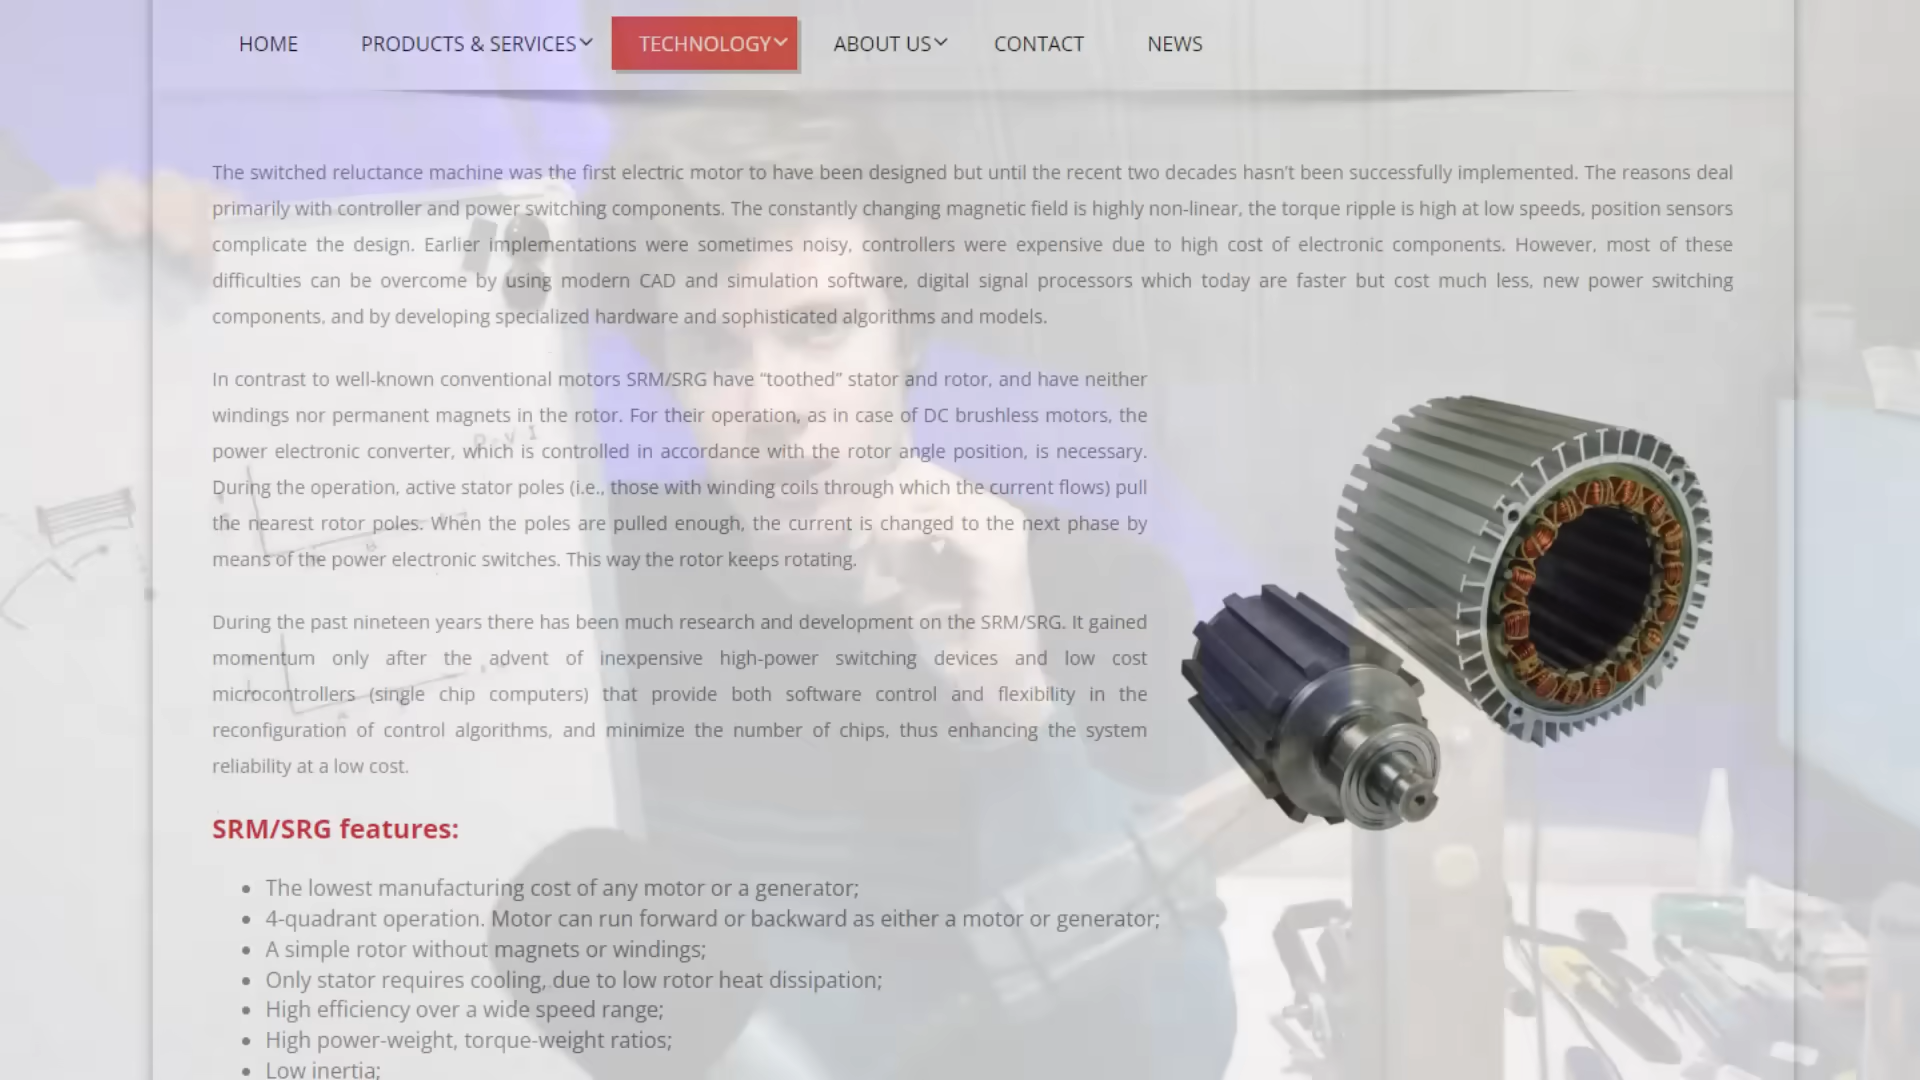 HOME PRODUCTS & SERVICES TECHNOLOGY ABOUT US CONTACT NEWS
The switched reluctance machine was the first electric motor to have been designed but until the recent two decades hasn't been successfully implemented. The reasons deal
primarily with controller and power switching components. The constantly changing magnetic field is highly non-linear, the torque ripple is high at low speeds, position sensors
complicate the design. Earlier implementations were sometimes noisy, controllers were expensive due to high cost of electronic components. However, most of these
difficulties can be overcome by using modern CAD and simulation software, digital signal processors which today are faster but cost much less, new power switching
components, and by developing specialized hardware and sophisticated algorithms and models.
In contrast to well-known conventional motors SRM/SRG have “toothed” stator and rotor, and have neither
windings nor permanent magnets in the rotor. For their operation, as in case of DC brushless motors, the
power electronic converter, which is controlled in accordance with the rotor angle position, is necessary.
During the operation, active stator poles (i.e., those with winding coils through which the current flows) pull
the nearest rotor poles. When the poles are pulled enough, the current is changed to the next phase by
means of the power electronic switches. This way the rotor keeps rotating.
During the past nineteen years there has been much research and development on the SRM/SRG. It gained
momentum only after the advent of inexpensive high-power switching devices and low cost
microcontrollers (single chip computers) that provide both software control and flexibility in the
reconfiguration of control algorithms, and minimize the number of chips, thus enhancing the system
reliability at a low cost.
SRM/SRG features:
• The lowest manufacturing cost of any motor or a generator;
• 4-quadrant operation. Motor can run forward or backward as either a motor or generator;
• A simple rotor without magnets or windings;
• Only stator requires cooling, due to low rotor heat dissipation;
• High efficiency over a wide speed range;
• High power-weight, torque-weight ratios;
• Low inertia;